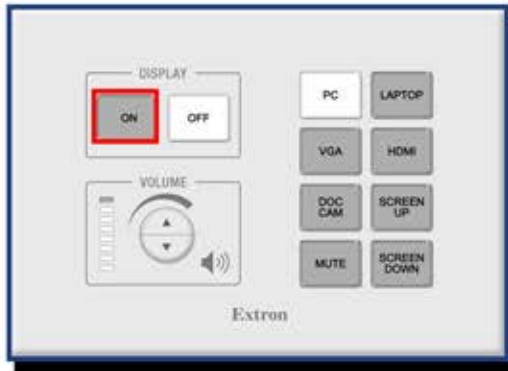 DISPLAY
ON
OFF
VOLUME
PC
LAPTOP
VGA
HDMI
DOC
CAM
SCREEN
UP
MUTE
SCREEN
DOWN
Extron